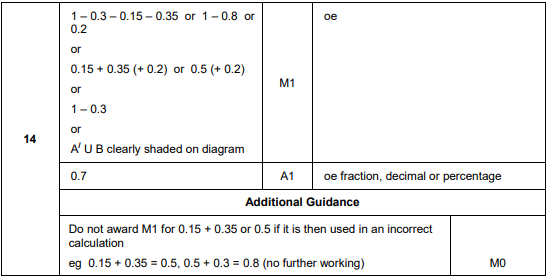 1 – 0.3 – 0.15 – 0.35 or 1 – 0.8 or
0.2
or
0.15 + 0.35 (+ 0.2) or 0.5 (+ 0.2)
or
1 – 0.3
or
A′ U B clearly shaded on diagram
M1
oe
14
0.7
A1
oe fraction, decimal or percentage
Additional Guidance
Do not award M1 for 0.15 + 0.35 or 0.5 if it is then used in an incorrect
calculation
eg 0.15 + 0.35 = 0.5, 0.5 + 0.3 = 0.8 (no further working)
M0